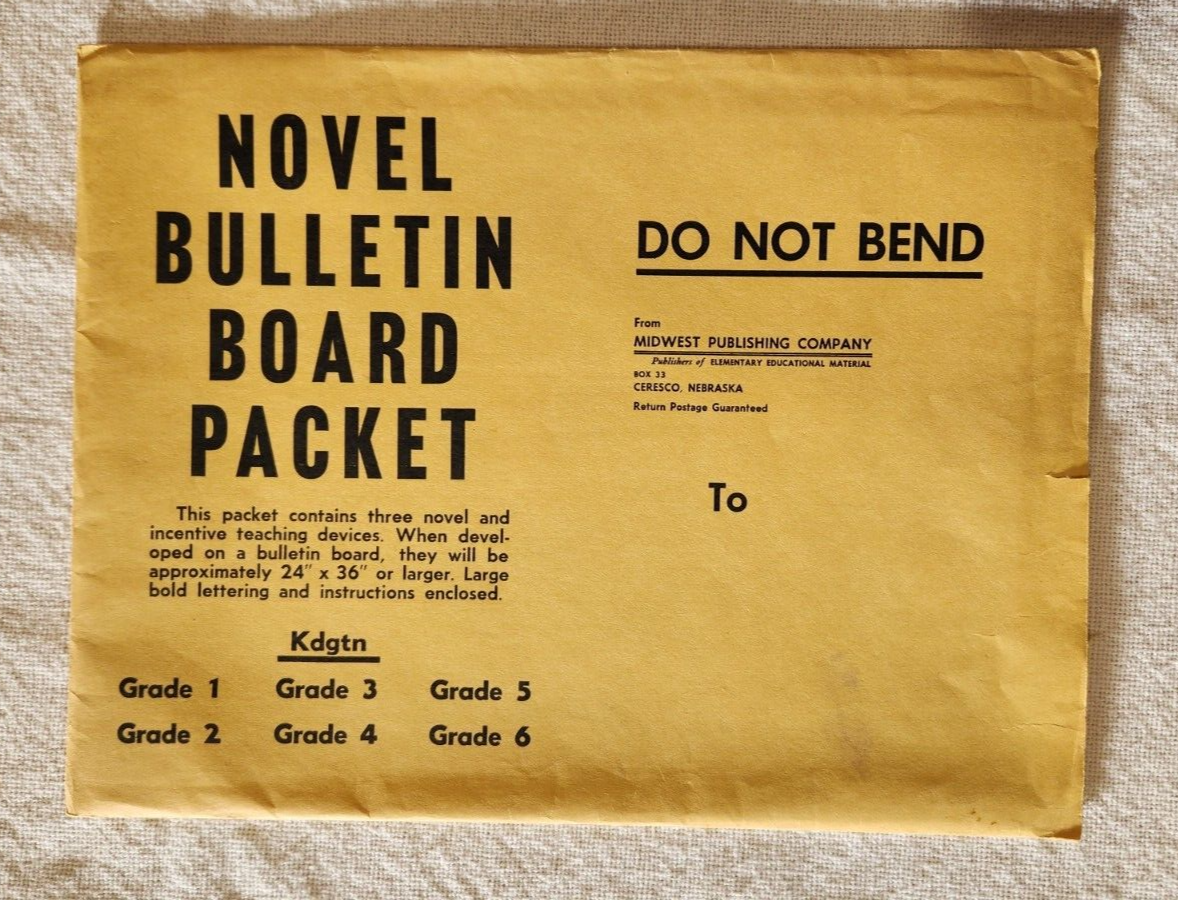 NOVEL
BULLETIN
BOARD
PACKET
This packet contains three novel and
incentive teaching devices. When devel-
oped on a bulletin board, they will be
approximately 24" x 36" or larger. Large
bold lettering and instructions enclosed.
Kdgtn
Grade 1 Grade 3 Grade 5
Grade 2 Grade 4 Grade 6
DO NOT BEND
From
MIDWEST PUBLISHING COMPANY
Publishers of ELEMENTARY EDUCATIONAL MATERIAL
BOX 33
CERESCO, NEBRASKA
Return Postage Guaranteed
To